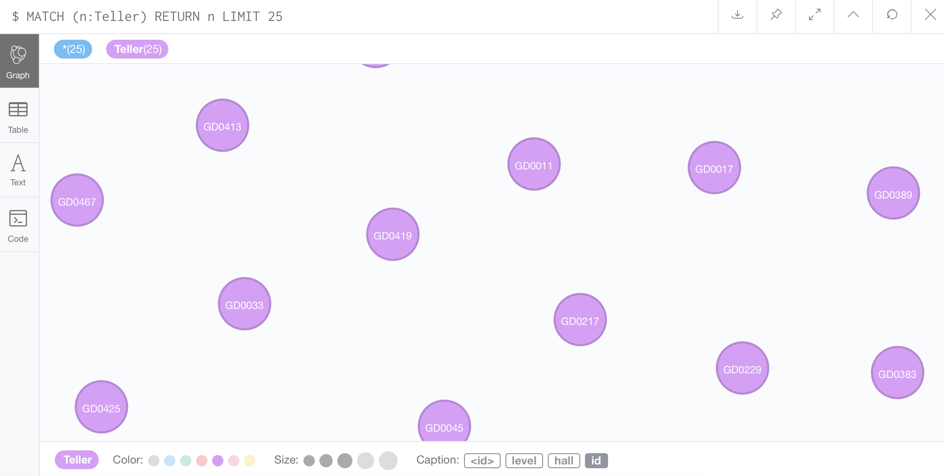 $ MATCH (n:Teller) RETURN n LIMIT 25
*(25) Teller(25)
Graph
Table
Text
Code
GD0413
GD0011
GD0017
GD0389
GD0467
GD0419
GD0033
GD0217
GD0229
GD0383
GD0425
GD0045
Teller Color: Size: Caption: <id> level hall id